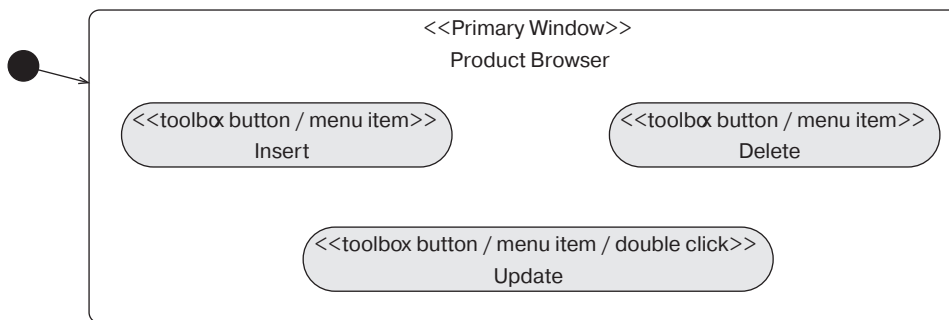 <<Primary Window>>
Product Browser
<<toolbox button / menu item>>
Insert
<<toolbox button / menu item>>
Delete
<<toolbox button / menu item / double click>>
Update